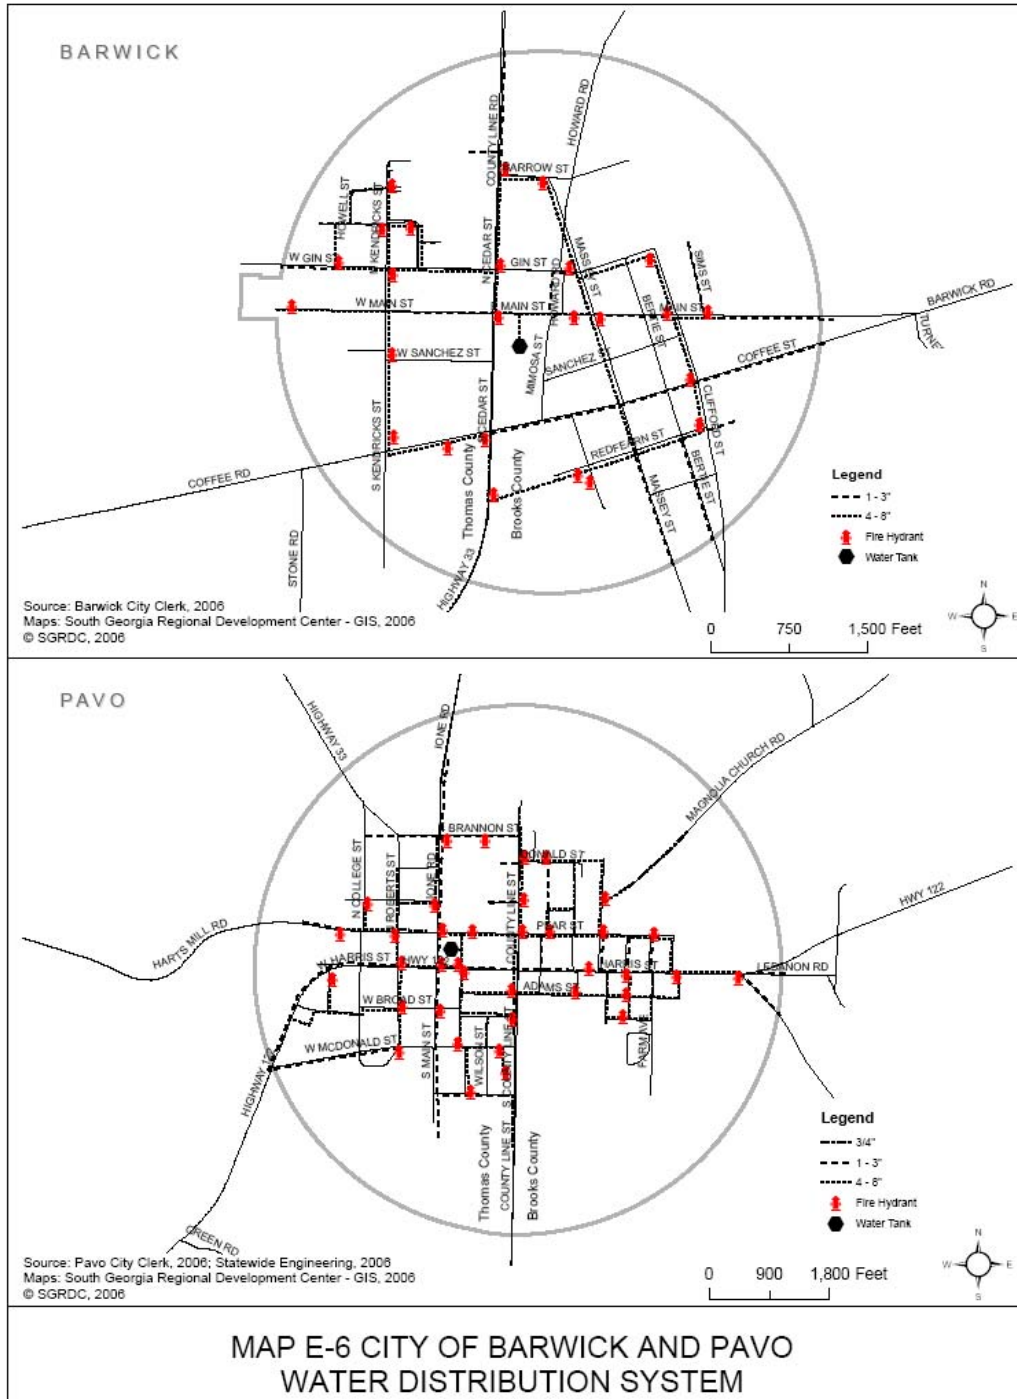 BARWICK
COUNTY LINE RD
HOWARD RD
BARROW ST
HOWELL ST
N KENDRICKS ST
N CEDAR ST
MASSEY ST
W GIN ST
GIN ST
HOWARD RD
SIMS ST
BERTIE ST
W MAIN ST
MAIN ST
MAIN ST
BARWICK RD
W SANCHEZ ST
MIMOSA ST
SANCHEZ ST
COFFEE ST
S KENDRICKS ST
S CEDAR ST
CLIFFORD ST
REDFEARN ST
COFFEE RD
Thomas County
Brooks County
MASSEY ST
BERTIE ST
STONE RD
HIGHWAY 33
Legend
1 - 3"
4 - 8"
Fire Hydrant
Water Tank
Source: Barwick City Clerk, 2006
Maps: South Georgia Regional Development Center - GIS, 2006
© SGRDC, 2006
0 750 1,500 Feet
N
W E
S
PAVO
HIGHWAY 33
IONE RD
MAGNOLIA CHURCH RD
BRANNON ST
N COLLEGE ST
ROBERTS ST
IONE RD
COUNTY LINE ST
HWY 122
HARTS MILL RD
HARRIS ST
HARRIS ST
LEBANON RD
ADAMS ST
W BROAD ST
W MCDONALD ST
S MAIN ST
WILSON ST
S COUNTY LINE ST
HIGHWAY 122
Thomas County
COUNTY LINE ST
Brooks County
GREEN RD
Legend
3/4"
1 - 3"
4 - 8"
Fire Hydrant
Water Tank
Source: Pavo City Clerk, 2006; Statewide Engineering, 2006
Maps: South Georgia Regional Development Center - GIS, 2006
© SGRDC, 2006
0 900 1,800 Feet
N
W E
S
MAP E-6 CITY OF BARWICK AND PAVO
WATER DISTRIBUTION SYSTEM